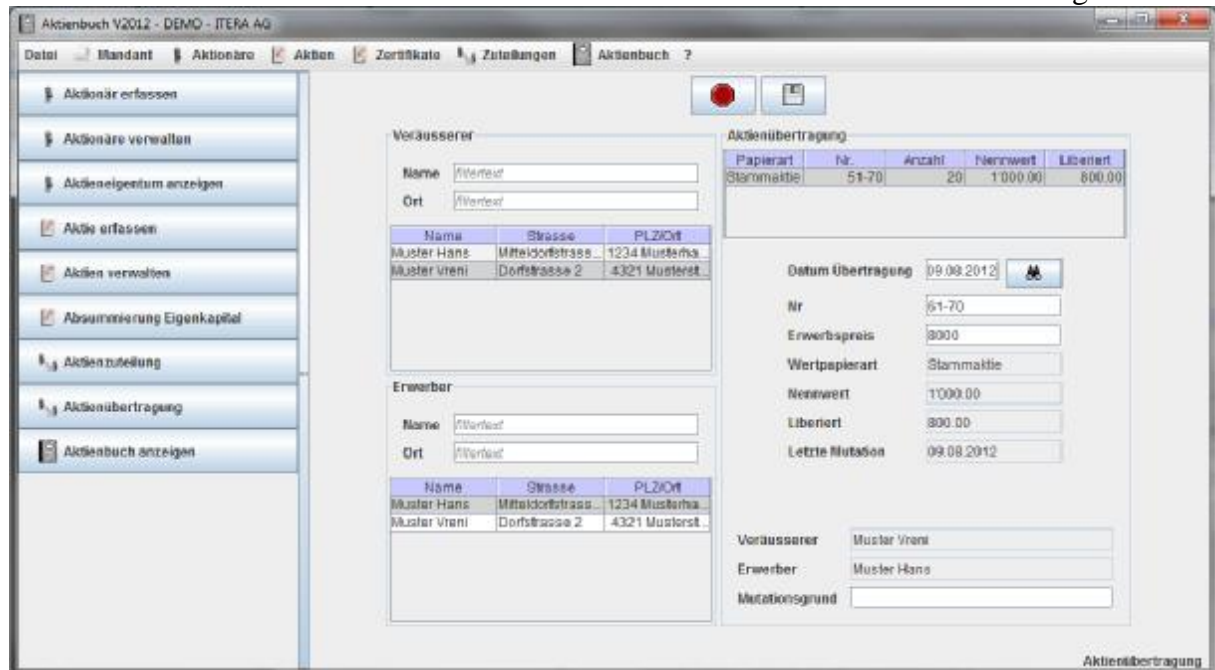 Aktienbuch V2012 - DEMO - ITERA AG
Datei Mandant Aktionäre Aktien Zertifikate Zuteilungen Aktienbuch ?
Aktionär erfassen
Aktionäre verwalten
Aktieneigentum anzeigen
Aktie erfassen
Aktien verwalten
Absummierung Eigenkapital
Aktienzuteilung
Aktienübertragung
Aktienbuch anzeigen
Veräusserer
Name filtertext
Ort filtertext
Name Strasse PLZ/Ort
Muster Hans Mitteldorfstrass... 1234 Musterha...
Muster Vreni Dorfstrasse 2 4321 Musterst...
Erwerber
Name filtertext
Ort filtertext
Name Strasse PLZ/Ort
Muster Hans Mitteldorfstrass... 1234 Musterha...
Muster Vreni Dorfstrasse 2 4321 Musterst...
Aktienübertragung
Papierart Nr. Anzahl Nennwert Liberiert
Stammaktie 51-70 20 1'000.00 800.00
Datum Übertragung 09.08.2012
Nr 61-70
Erwerbspreis 8000
Wertpapierart Stammaktie
Nennwert 1'000.00
Liberiert 800.00
Letzte Mutation 09.08.2012
Veräusserer Muster Vreni
Erwerber Muster Hans
Mutationsgrund
Aktienübertragung